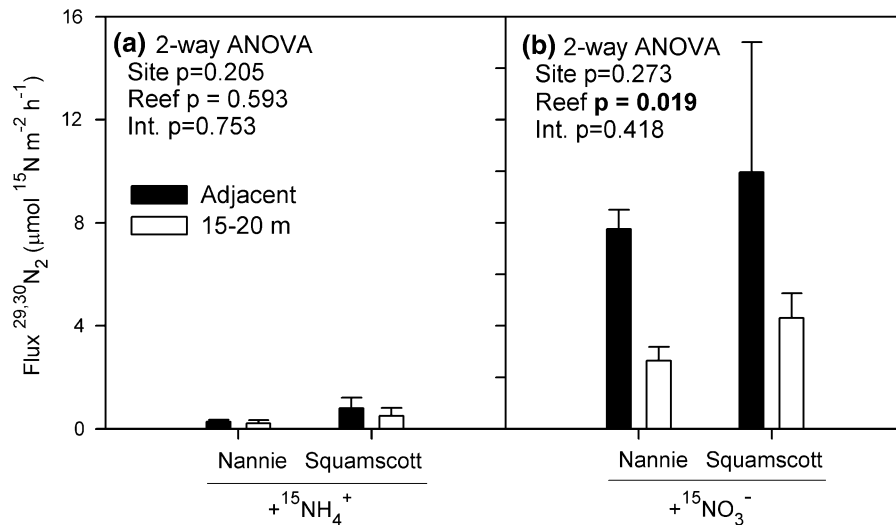 (a) 2-way ANOVA
Site p=0.205
Reef p = 0.593
Int. p=0.753
Adjacent
15-20 m
(b) 2-way ANOVA
Site p=0.273
Reef p = 0.019
Int. p=0.418
Flux ²⁹,³⁰N₂ (μmol ¹⁵N m⁻² h⁻¹)
16
12
8
4
0
Nannie Squamscott
+¹⁵NH₄⁺
Nannie Squamscott
+¹⁵NO₃⁻